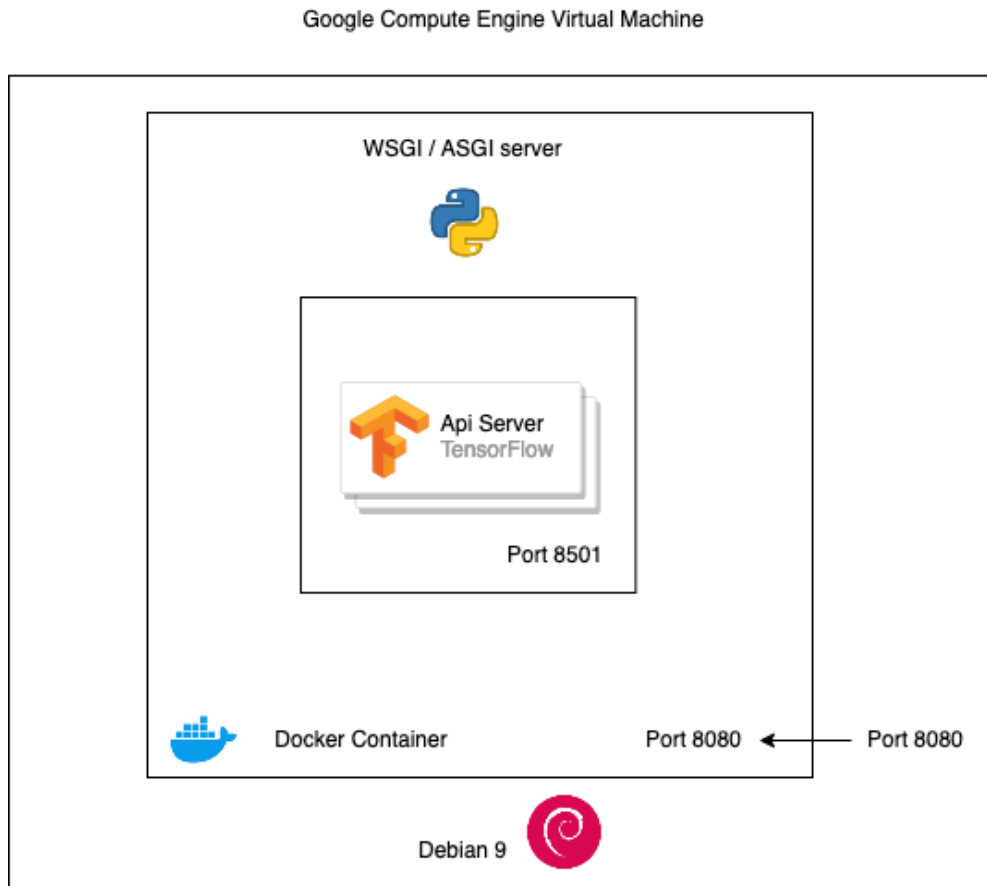 Google Compute Engine Virtual Machine
WSGI / ASGI server
Api Server
TensorFlow
Port 8501
Docker Container
Port 8080
Port 8080
Debian 9